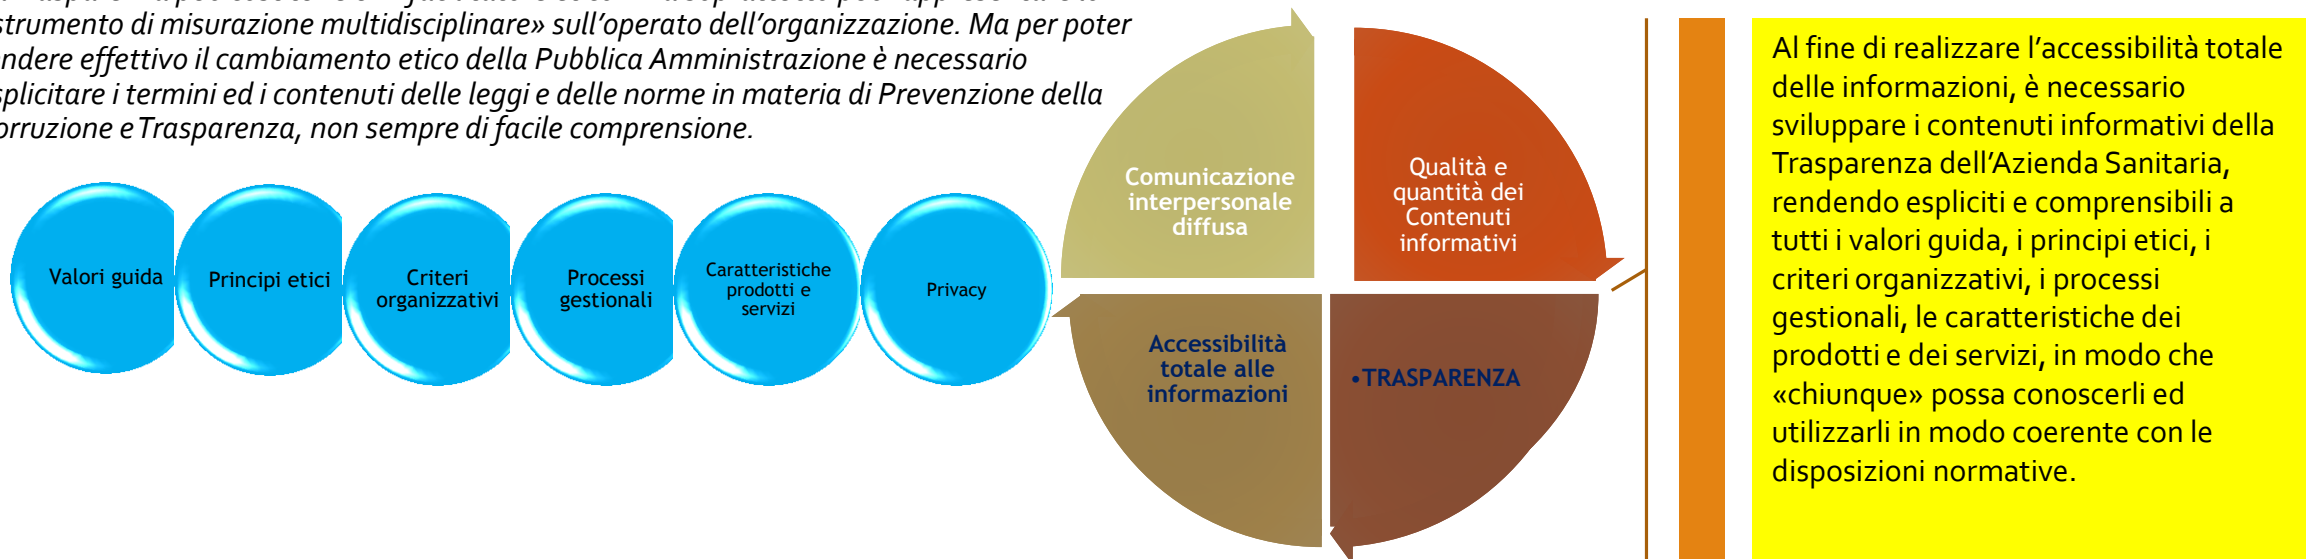 strumento di misurazione multidisciplinare» sull’operato dell’organizzazione. Ma per poter
ndere effettivo il cambiamento etico della Pubblica Amministrazione è necessario
splicitare i termini ed i contenuti delle leggi e delle norme in materia di Prevenzione della
orruzione e Trasparenza, non sempre di facile comprensione.
Valori guida
Principi etici
Criteri
organizzativi
Processi
gestionali
Caratteristiche
prodotti e
servizi
Privacy
Comunicazione
interpersonale
diffusa
Qualità e
quantità dei
Contenuti
informativi
Accessibilità
totale alle
informazioni
•TRASPARENZA
Al fine di realizzare l’accessibilità totale
delle informazioni, è necessario
sviluppare i contenuti informativi della
Trasparenza dell’Azienda Sanitaria,
rendendo espliciti e comprensibili a
tutti i valori guida, i principi etici, i
criteri organizzativi, i processi
gestionali, le caratteristiche dei
prodotti e dei servizi, in modo che
«chiunque» possa conoscerli ed
utilizzarli in modo coerente con le
disposizioni normative.